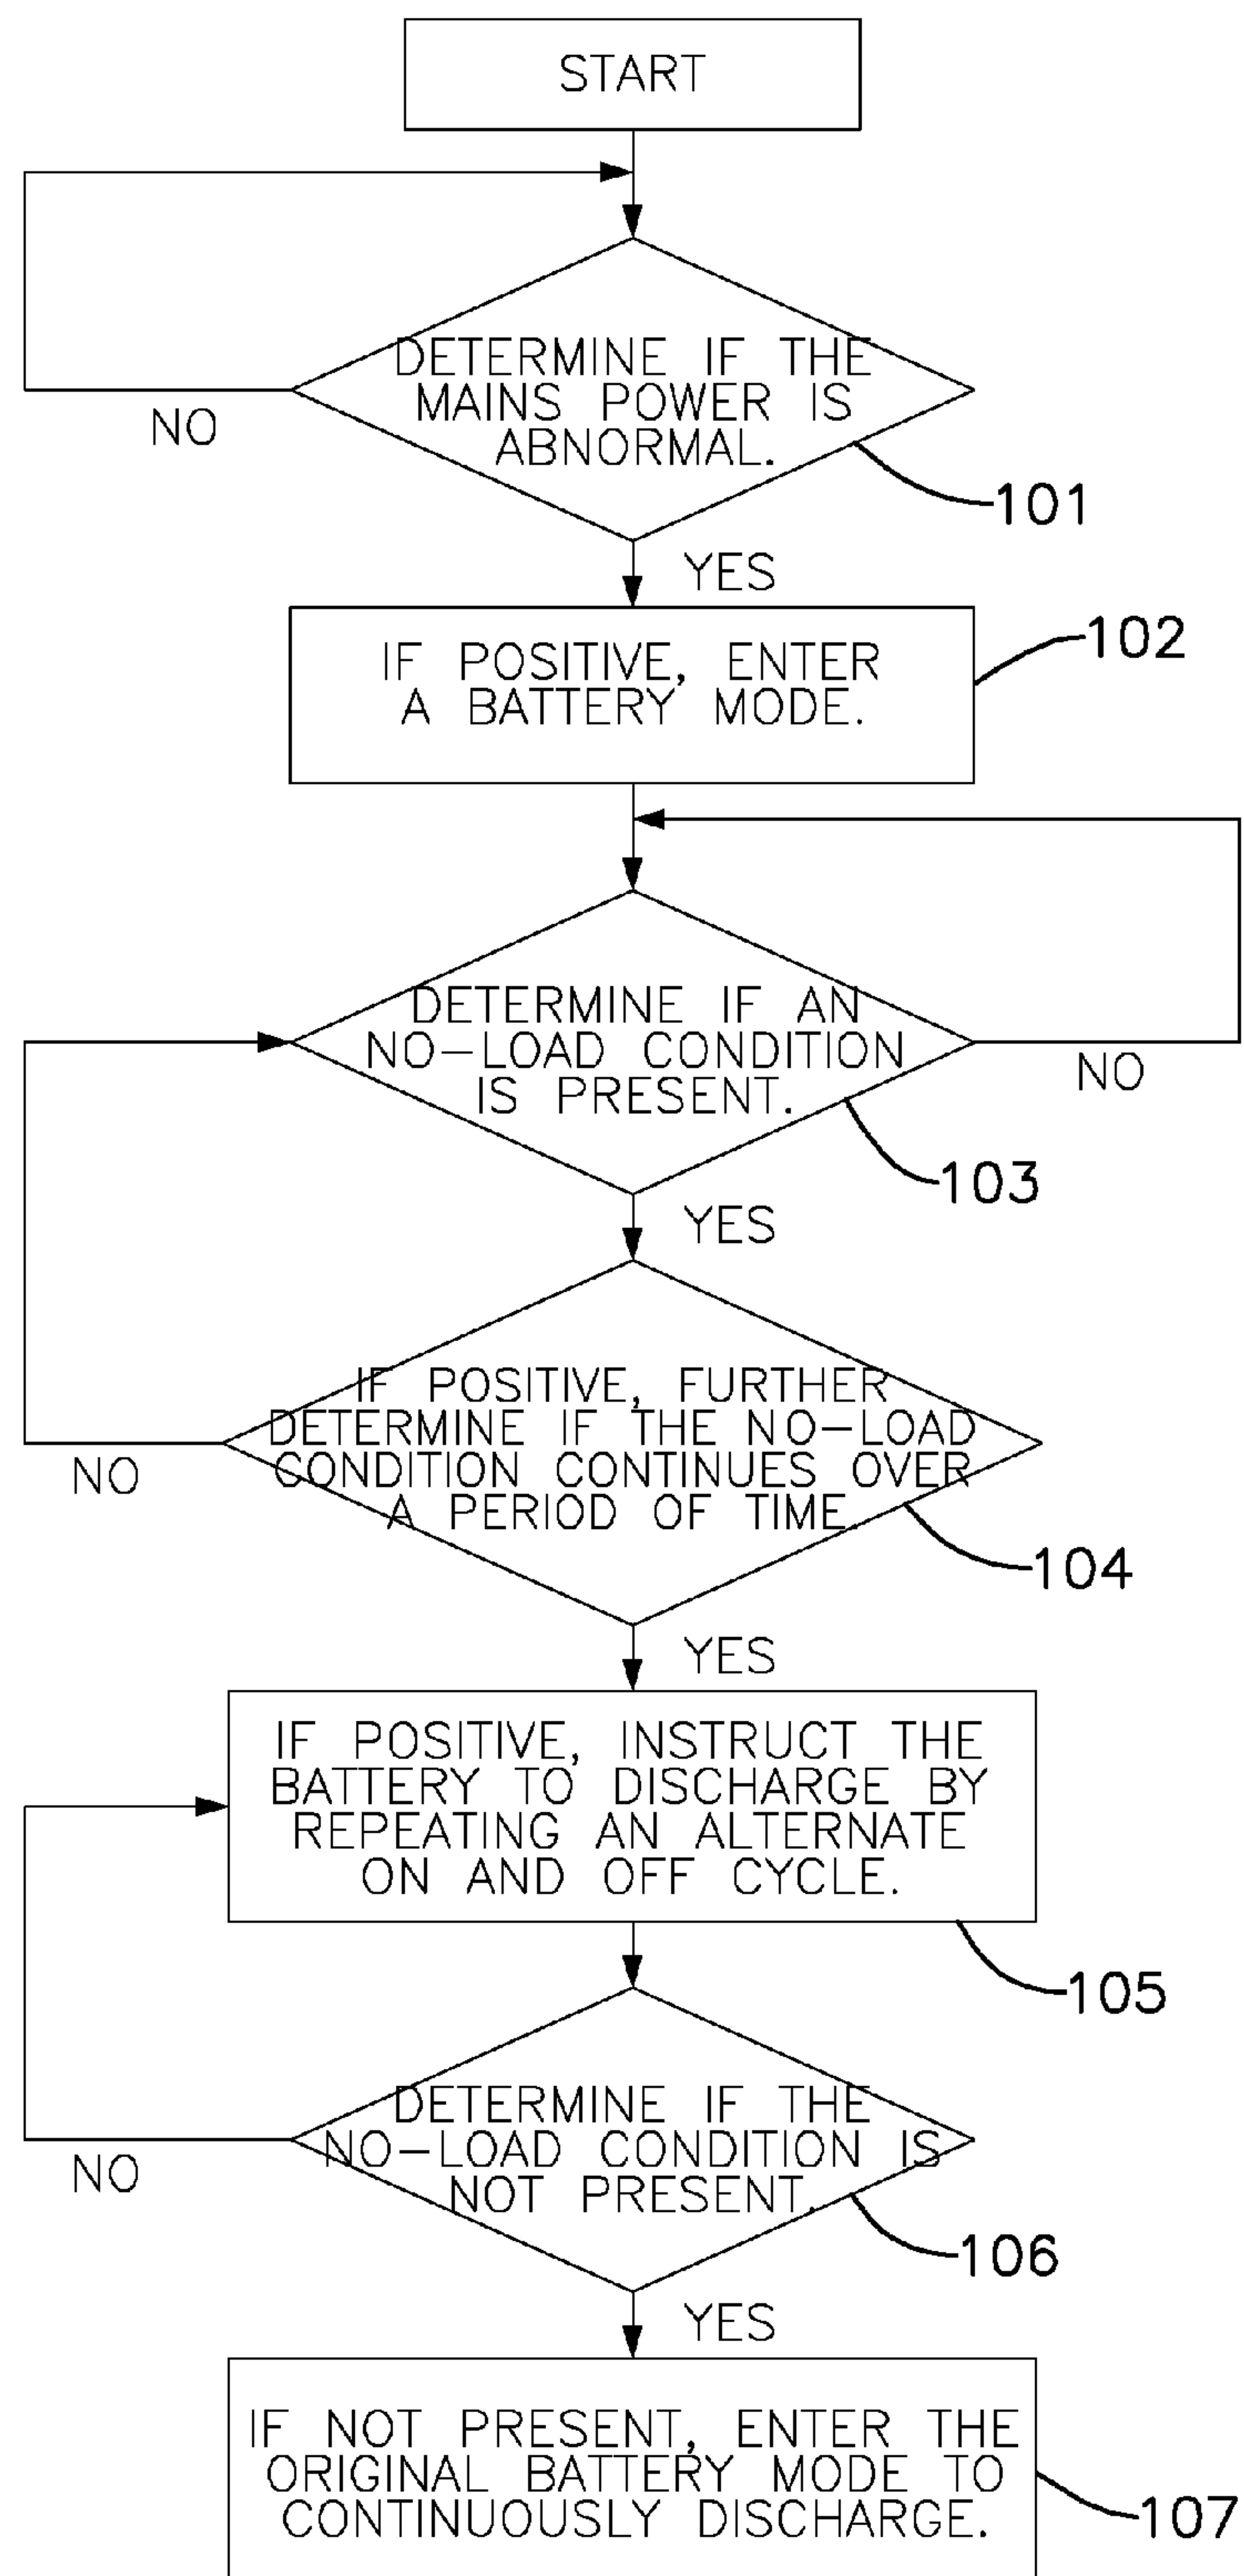 START
DETERMINE IF THE
MAINS POWER IS
ABNORMAL.
NO
101
YES
IF POSITIVE, ENTER
A BATTERY MODE.
102
DETERMINE IF AN
NO-LOAD CONDITION
IS PRESENT.
NO
103
YES
IF POSITIVE, FURTHER
DETERMINE IF THE NO-LOAD
CONDITION CONTINUES OVER
A PERIOD OF TIME.
NO
104
YES
IF POSITIVE, INSTRUCT THE
BATTERY TO DISCHARGE BY
REPEATING AN ALTERNATE
ON AND OFF CYCLE.
105
DETERMINE IF THE
NO-LOAD CONDITION IS
NOT PRESENT.
NO
106
YES
IF NOT PRESENT, ENTER THE
ORIGINAL BATTERY MODE TO
CONTINUOUSLY DISCHARGE.
107